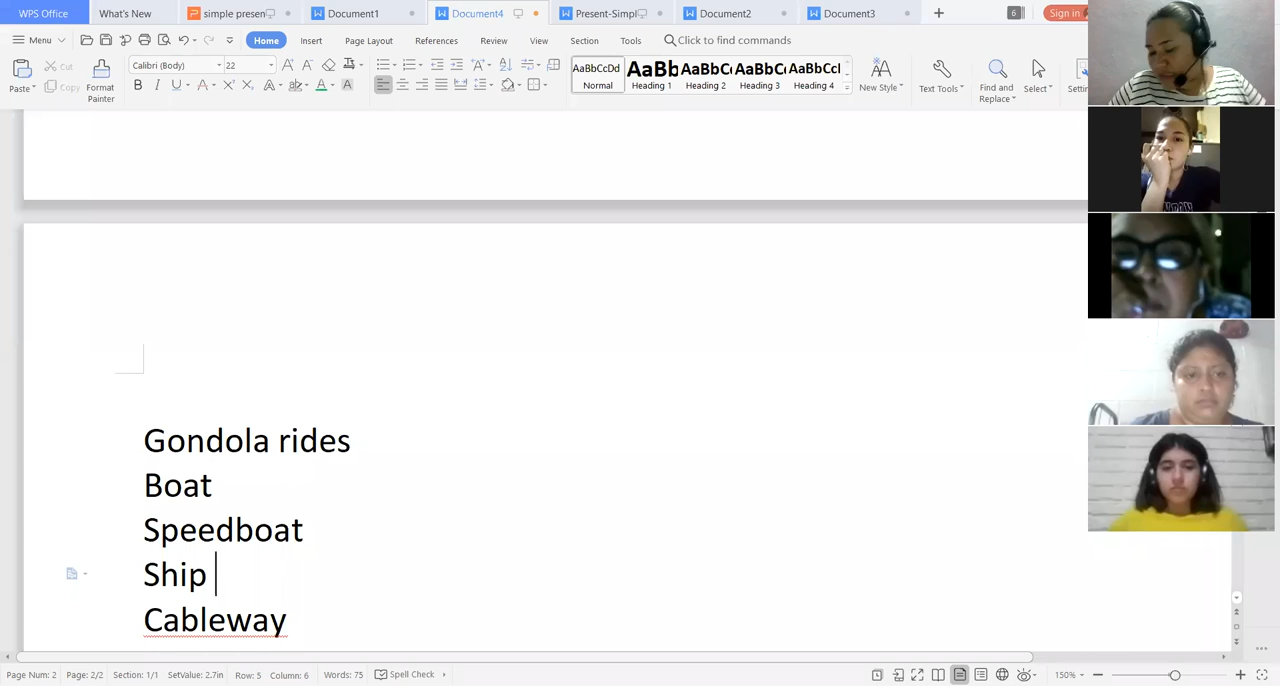 WPS Office What's New simple presen Document1 Document4 Present-Simpl Document2 Document3 6 Sign in
Menu Home Insert Page Layout References Review View Section Tools Click to find commands
Paste Cut Copy Format Painter Calibri (Body) 22 AaBbCcDd Normal AaBb Heading 1 AaBbC Heading 2 AaBbC Heading 3 AaBbCcI Heading 4 New Style Text Tools Find and Replace Select
Gondola rides
Boat
Speedboat
Ship
Cableway
Page Num: 2 Page: 2/2 Section: 1/1 SetValue: 2.7in Row: 5 Column: 6 Words: 75 Spell Check 150%